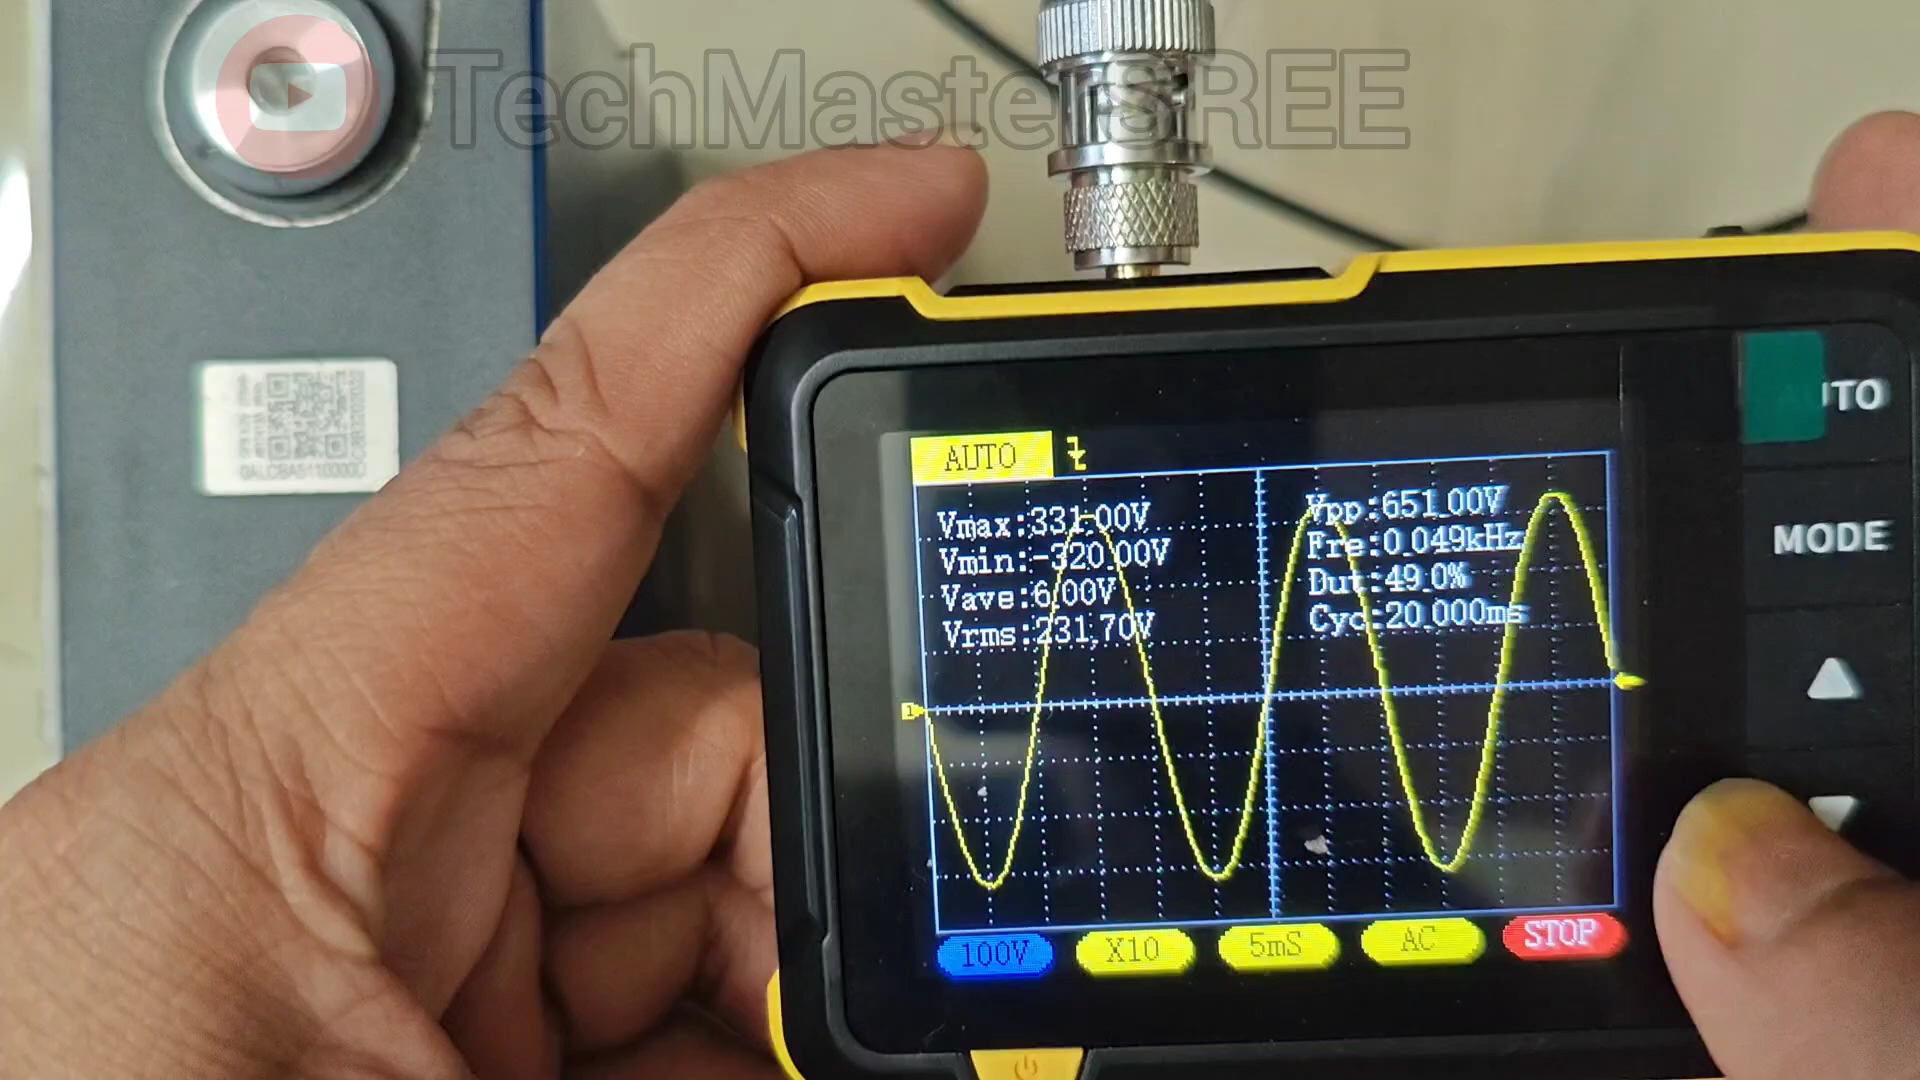 TechMasterSREE
AUTO
AUTO
MODE
Vmax:331.00V
Vmin:-320.00V
Vave:6.00V
Vrms:231.70V
Vpp:651.00V
Fre:0.049kHz
Dut:49.0%
Cyc:20.000ms
1
100V
X10
5mS
AC
STOP